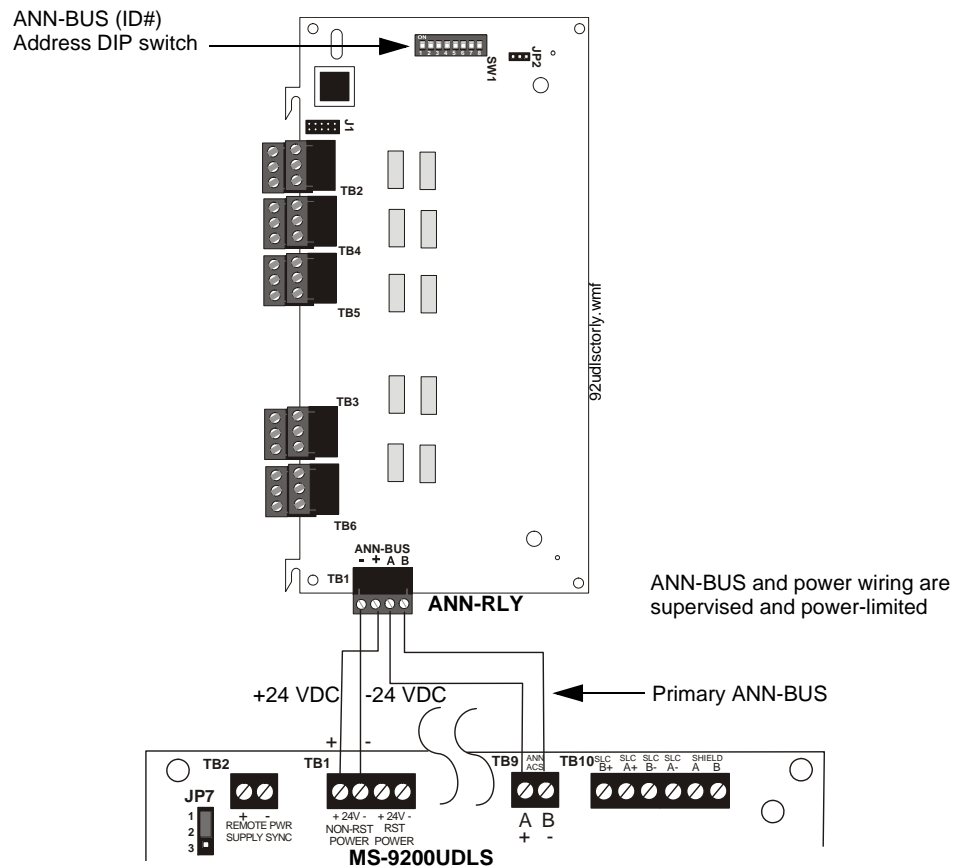 ANN-BUS (ID#)
Address DIP switch
ON
1 2 3 4 5 6 7 8
SW1
JP2
J1
TB2
TB4
TB5
92udlsctorly.wmf
TB3
TB6
ANN-BUS
- + A B
TB1
ANN-RLY
ANN-BUS and power wiring are
supervised and power-limited
+24 VDC
-24 VDC
Primary ANN-BUS
+ -
TB2
TB1
TB9
ANN
ACS
TB10
SLC SLC SLC SLC SHIELD
B+ A+ B- A- A B
JP7
1
2
3
+ -
REMOTE PWR
SUPPLY SYNC
+ 24V - + 24V -
NON-RST RST
POWER POWER
A B
+ -
MS-9200UDLS